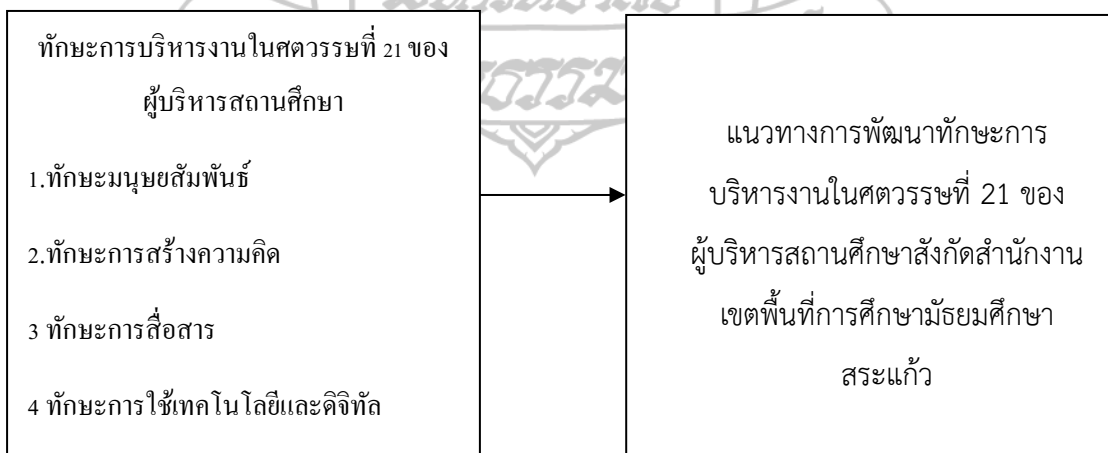 ทักษะการบริหารงานในศตวรรษที่ 21 ของ
ผู้บริหารสถานศึกษา
1.ทักษะมนุษยสัมพันธ์
2.ทักษะการสร้างความคิด
3 ทักษะการสื่อสาร
4 ทักษะการใช้เทคโนโลยีและดิจิทัล
แนวทางการพัฒนาทักษะการ
บริหารงานในศตวรรษที่ 21 ของ
ผู้บริหารสถานศึกษาสังกัดสำนักงาน
เขตพื้นที่การศึกษามัธยมศึกษา
สระแก้ว